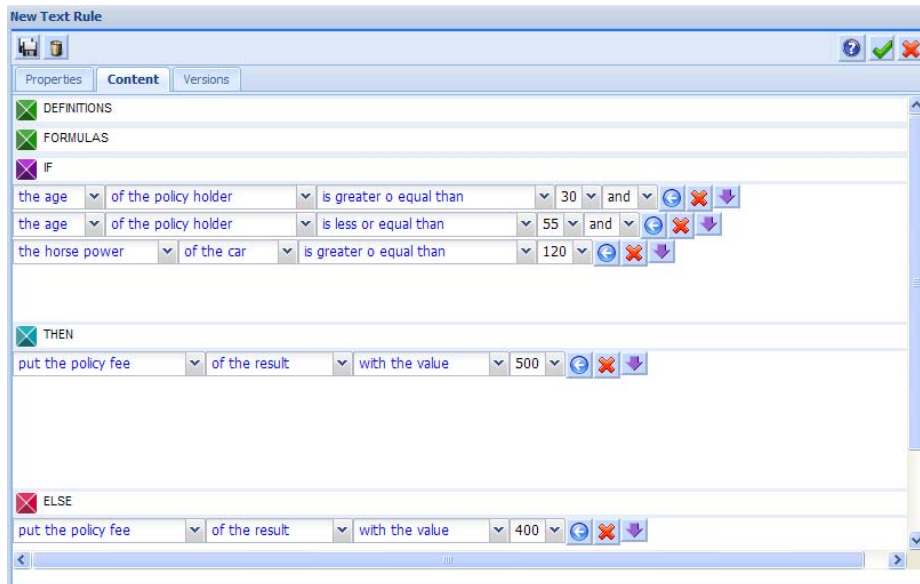 New Text Rule
Properties Content Versions
DEFINITIONS
FORMULAS
IF
the age of the policy holder is greater o equal than 30 and
the age of the policy holder is less or equal than 55 and
the horse power of the car is greater o equal than 120
THEN
put the policy fee of the result with the value 500
ELSE
put the policy fee of the result with the value 400